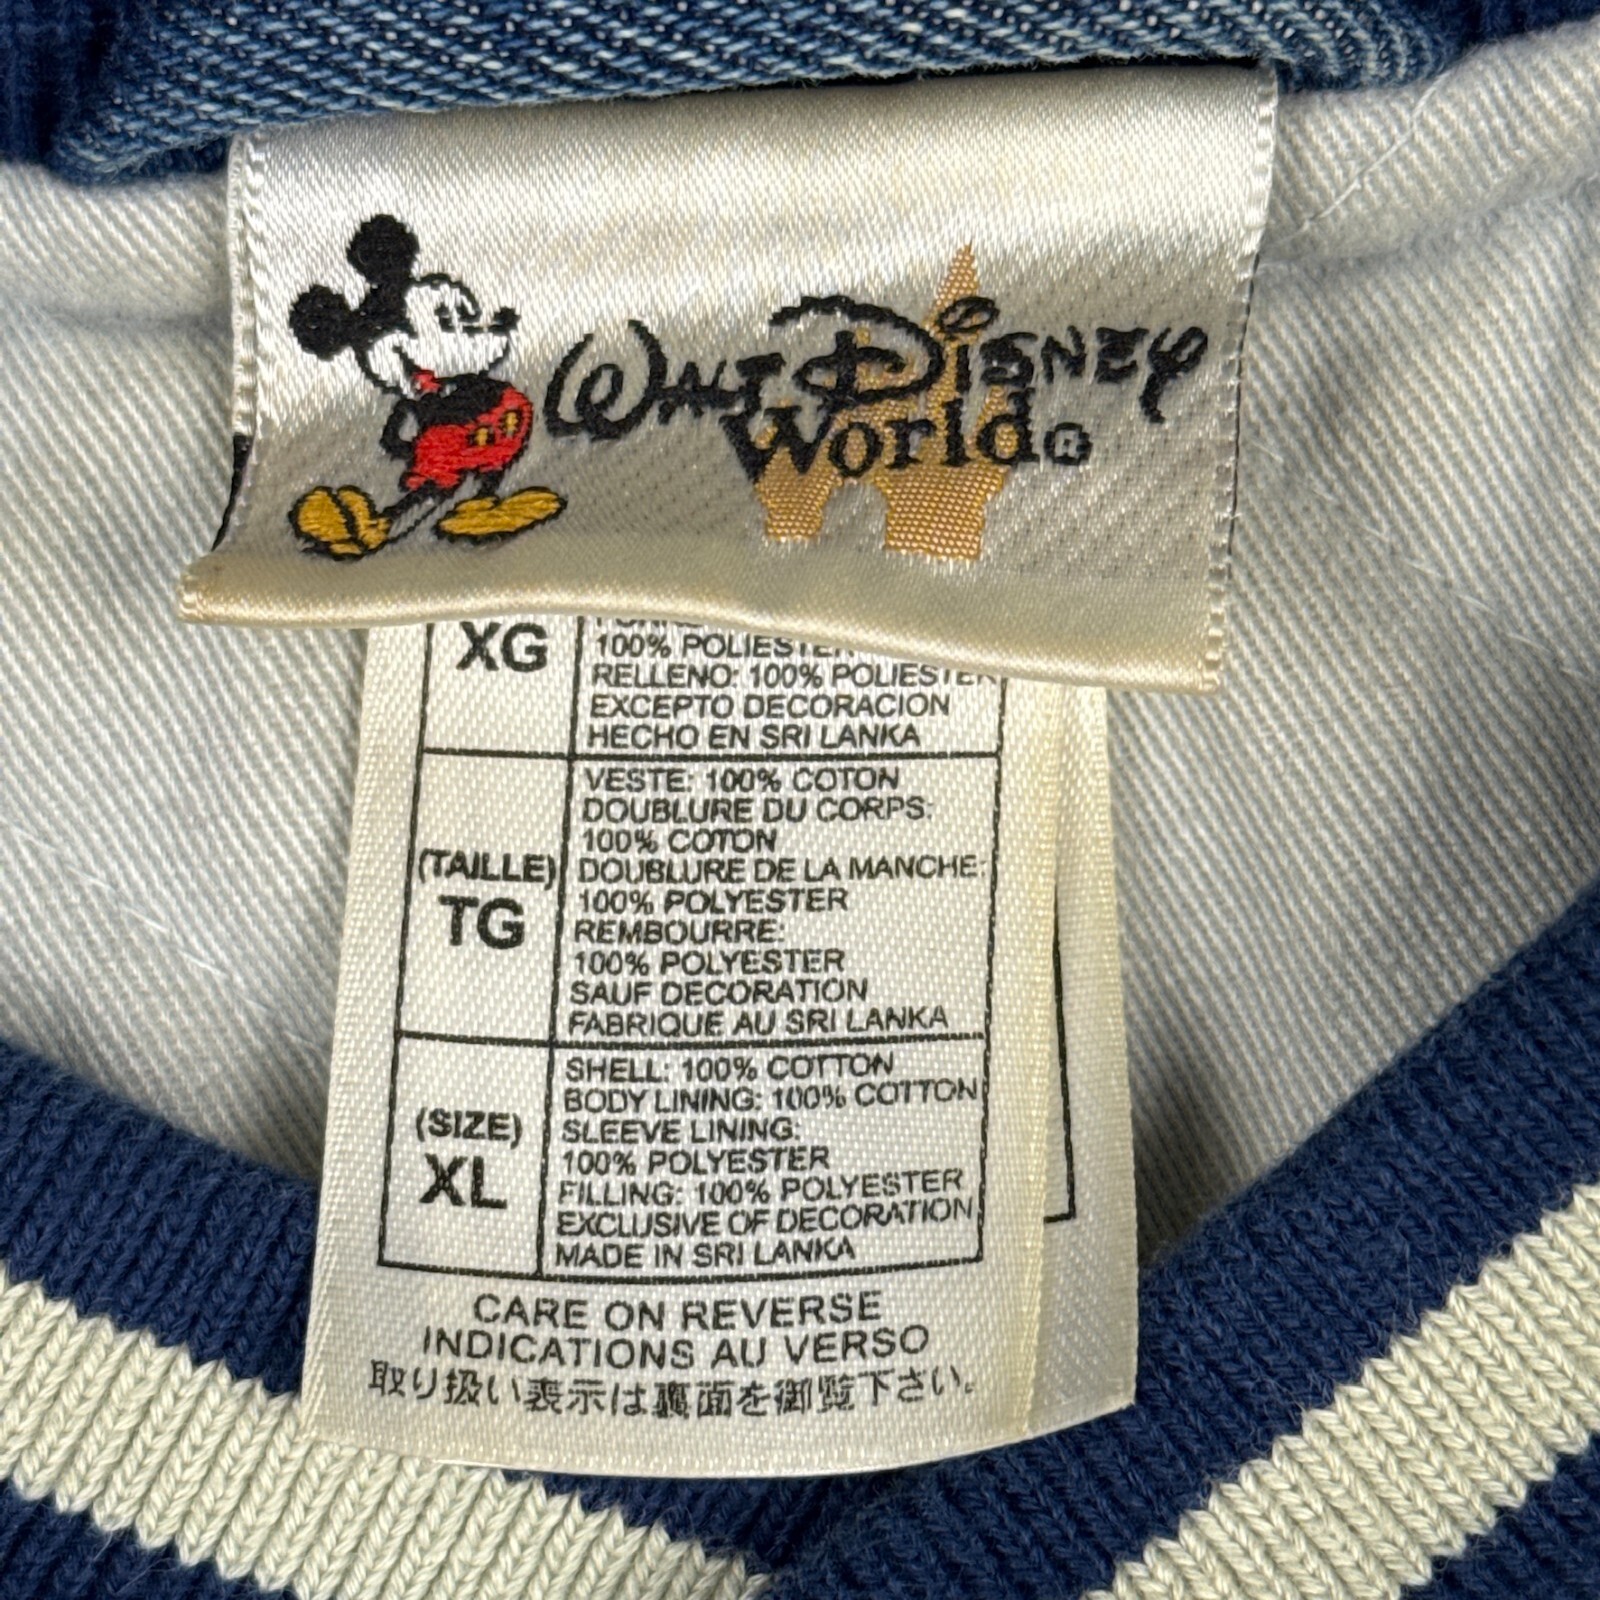 WALT DISNEY
World®
XG
100% POLIESTER
RELLENO: 100% POLIESTER
EXCEPTO DECORACION
HECHO EN SRI LANKA
(TAILLE)
TG
VESTE: 100% COTON
DOUBLURE DU CORPS:
100% COTON
DOUBLURE DE LA MANCHE:
100% POLYESTER
REMBOURRE:
100% POLYESTER
SAUF DECORATION
FABRIQUE AU SRI LANKA
(SIZE)
XL
SHELL: 100% COTTON
BODY LINING: 100% COTTON
SLEEVE LINING:
100% POLYESTER
FILLING: 100% POLYESTER
EXCLUSIVE OF DECORATION
MADE IN SRI LANKA
CARE ON REVERSE
INDICATIONS AU VERSO
取り扱い表示は裏面を御覧下さい。